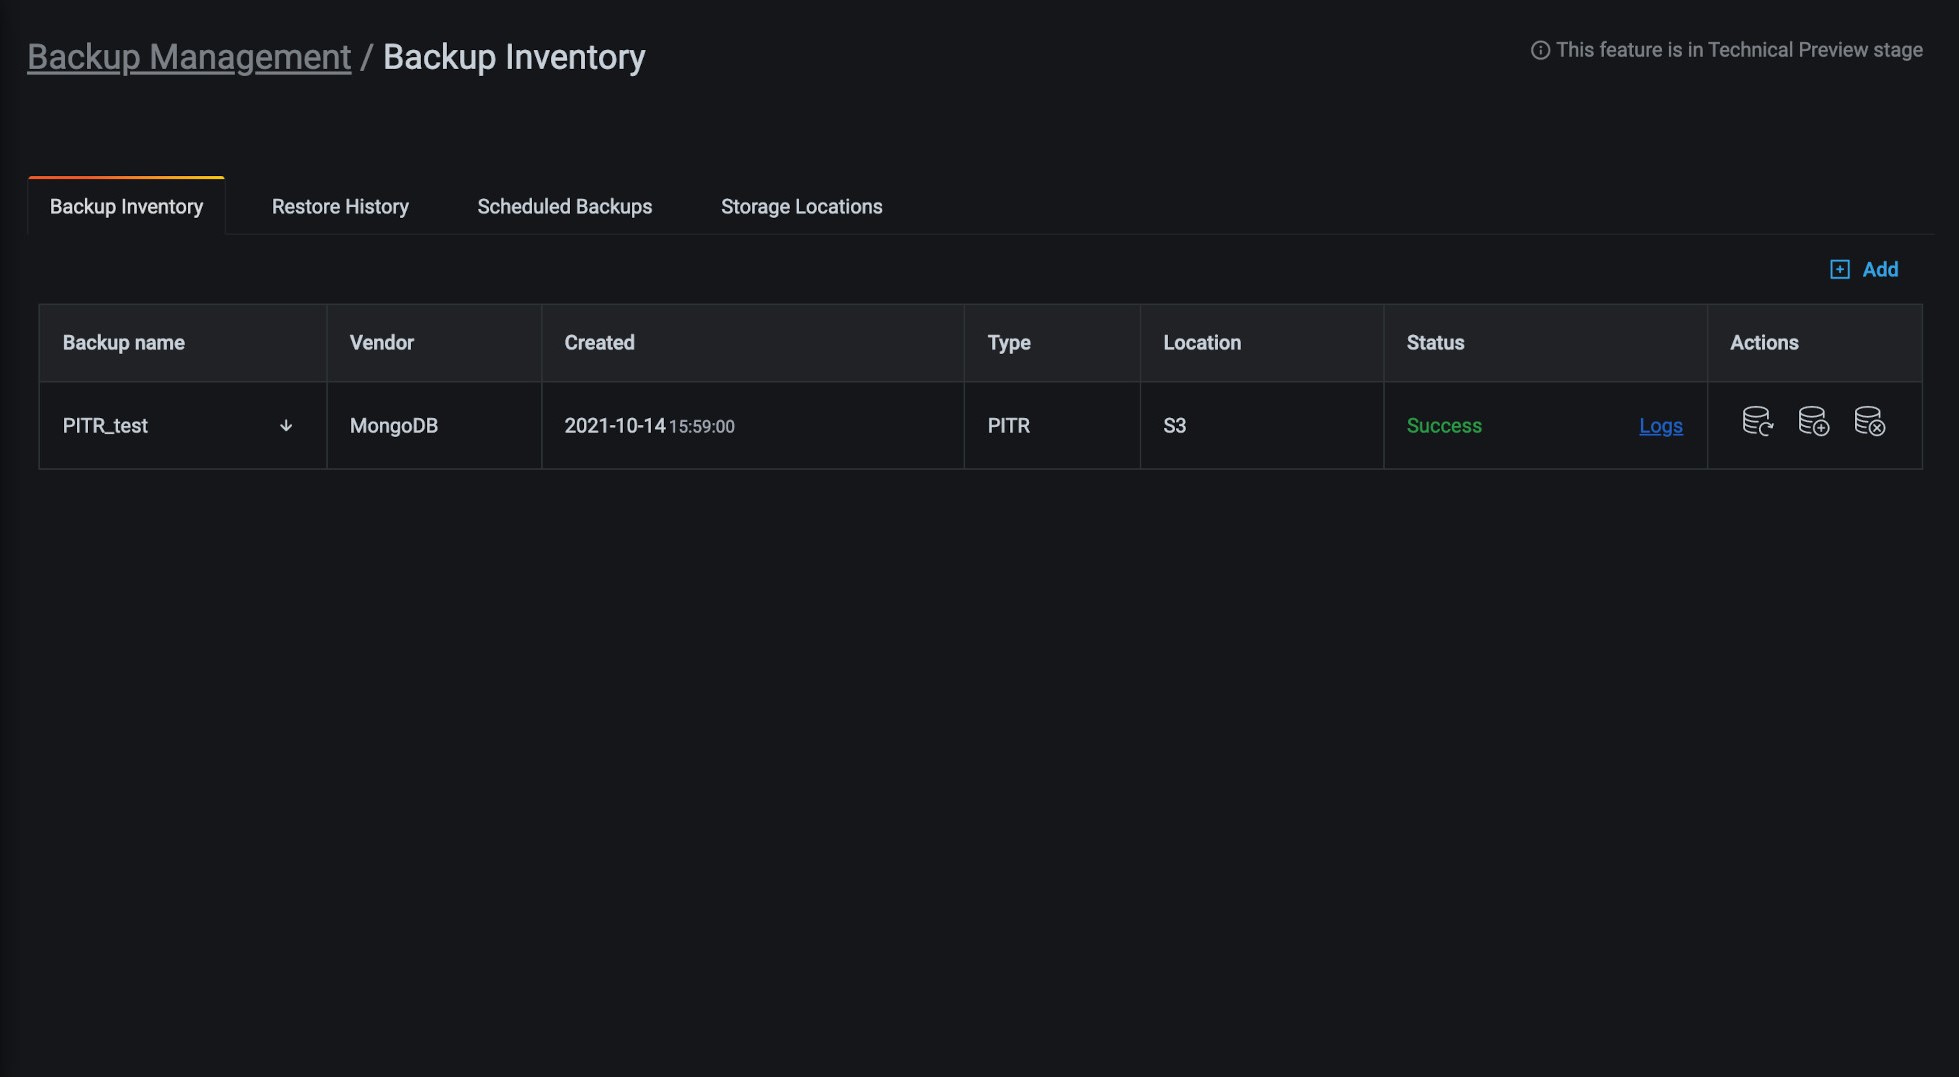 Backup Management / Backup Inventory
This feature is in Technical Preview stage
Backup Inventory Restore History Scheduled Backups Storage Locations
Add
Backup name Vendor Created Type Location Status Actions
PITR_test MongoDB 2021-10-14 15:59:00 PITR S3 Success Logs